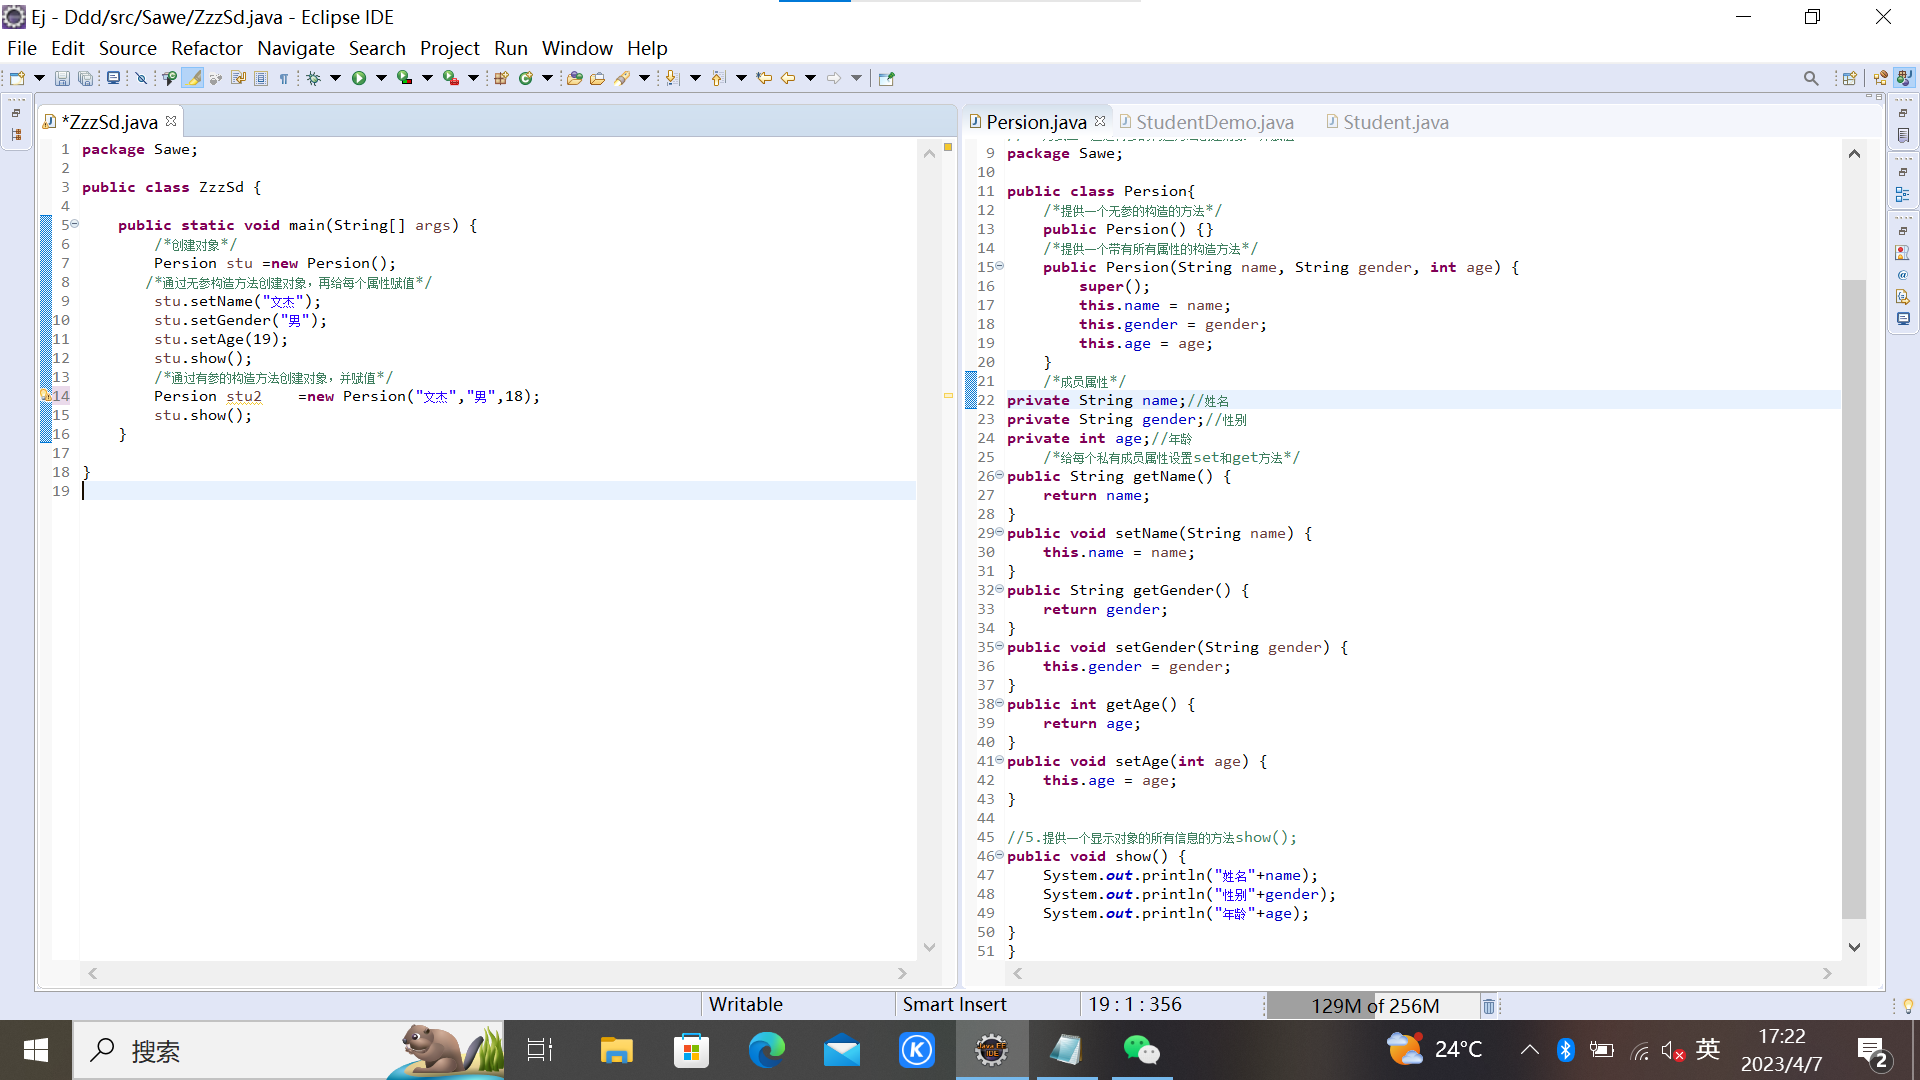 Ej - Ddd/src/Sawe/ZzzSd.java - Eclipse IDE
File Edit Source Refactor Navigate Search Project Run Window Help
*ZzzSd.java
1 package Sawe;
2
3 public class ZzzSd {
4
5 public static void main(String[] args) {
6 /*创建对象*/
7 Persion stu =new Persion();
8 /*通过无参构造方法创建对象，再给每个属性赋值*/
9 stu.setName("文杰");
10 stu.setGender("男");
11 stu.setAge(19);
12 stu.show();
13 /*通过有参的构造方法创建对象，并赋值*/
14 Persion stu2    =new Persion("文杰","男",18);
15 stu.show();
16 }
17
18 }
19
Persion.java StudentDemo.java Student.java
9 package Sawe;
10
11 public class Persion{
12 /*提供一个无参的构造的方法*/
13 public Persion() {}
14 /*提供一个带有所有属性的构造方法*/
15 public Persion(String name, String gender, int age) {
16 super();
17 this.name = name;
18 this.gender = gender;
19 this.age = age;
20 }
21 /*成员属性*/
22 private String name;//姓名
23 private String gender;//性别
24 private int age;//年龄
25 /*给每个私有成员属性设置set和get方法*/
26 public String getName() {
27 return name;
28 }
29 public void setName(String name) {
30 this.name = name;
31 }
32 public String getGender() {
33 return gender;
34 }
35 public void setGender(String gender) {
36 this.gender = gender;
37 }
38 public int getAge() {
39 return age;
40 }
41 public void setAge(int age) {
42 this.age = age;
43 }
44
45 //5.提供一个显示对象的所有信息的方法show();
46 public void show() {
47 System.out.println("姓名"+name);
48 System.out.println("性别"+gender);
49 System.out.println("年龄"+age);
50 }
51 }
Writable Smart Insert 19 : 1 : 356 129M of 256M
搜索
24°C 英 17:22
2023/4/7
2